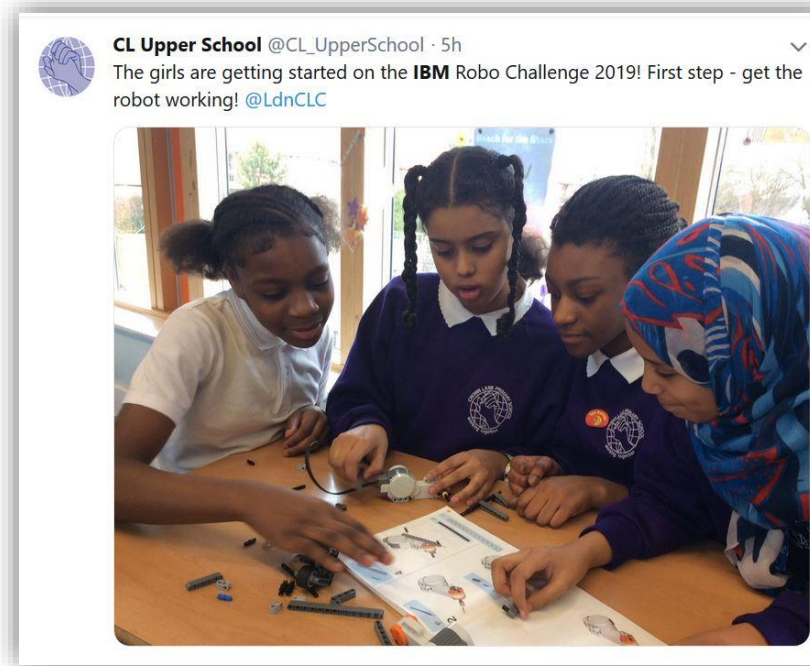 CL Upper School @CL_UpperSchool · 5h
The girls are getting started on the IBM Robo Challenge 2019! First step - get the
robot working! @LdnCLC
Reach for the Stars